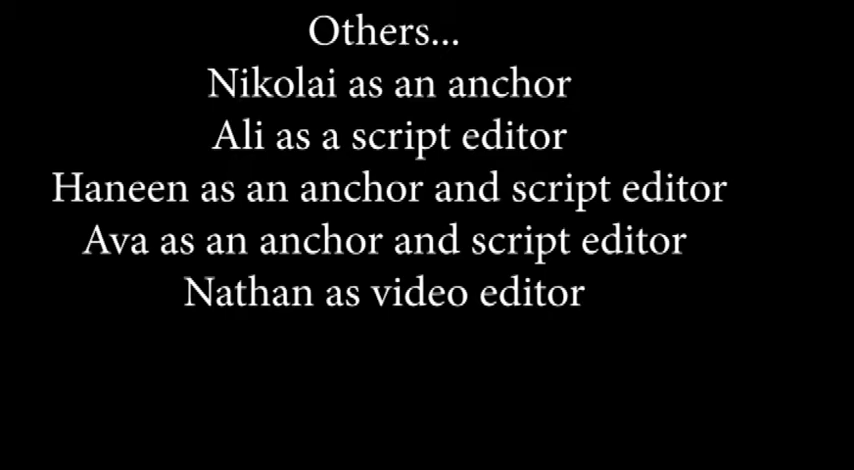 Others...
Nikolai as an anchor
Ali as a script editor
Haneen as an anchor and script editor
Ava as an anchor and script editor
Nathan as video editor